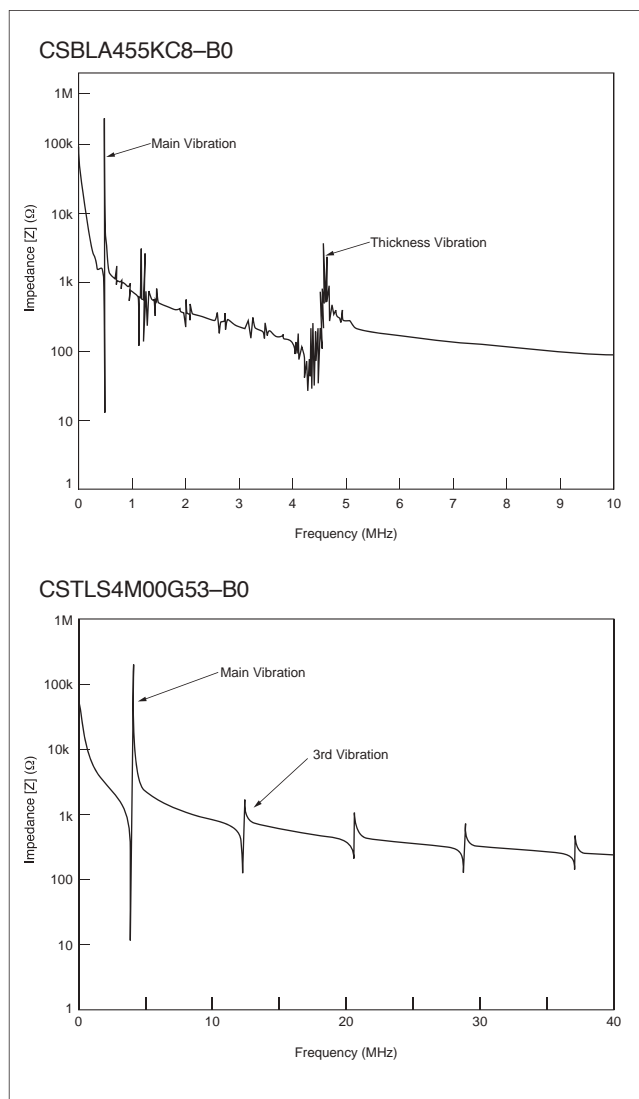 CSBLA455KC8–B0
1M
100k
10k
1k
100
10
1
Impedance [Z] (Ω)
Main Vibration
Thickness Vibration
0 1 2 3 4 5 6 7 8 9 10
Frequency (MHz)
CSTLS4M00G53–B0
1M
100k
10k
1k
100
10
1
Impedance [Z] (Ω)
Main Vibration
3rd Vibration
0 10 20 30 40
Frequency (MHz)